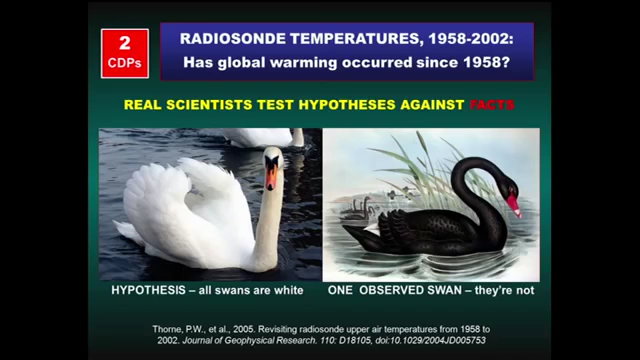 2
CDPs
RADIOSONDE TEMPERATURES, 1958-2002:
Has global warming occurred since 1958?
REAL SCIENTISTS TEST HYPOTHESES AGAINST FACTS
HYPOTHESIS – all swans are white
ONE OBSERVED SWAN – they're not
Thorne, P.W., et al., 2005. Revisiting radiosonde upper air temperatures from 1958 to
2002. Journal of Geophysical Research. 110: D18105, doi:10.1029/2004JD005753